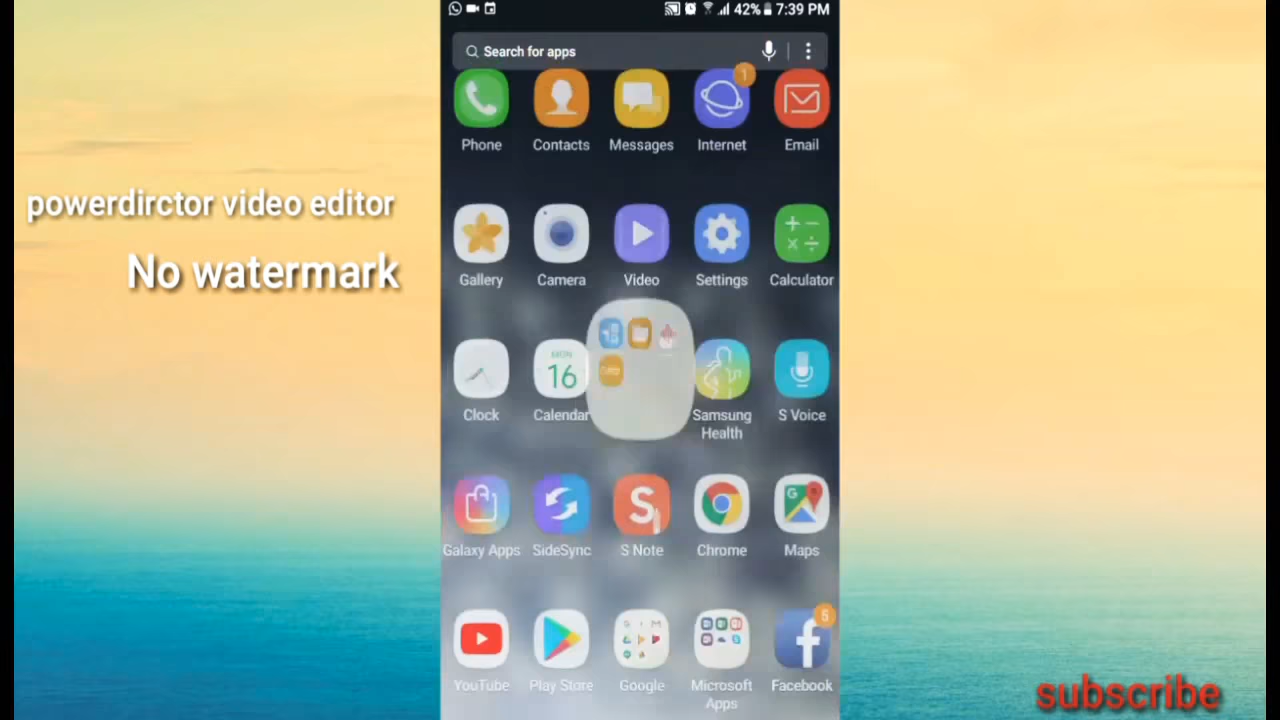 42% 7:39 PM
Search for apps
1
Phone Contacts Messages Internet Email
powerdirctor video editor
No watermark
Gallery Camera Video Settings Calculator
MON
16
Clock Calendar Samsung Health S Voice
Galaxy Apps SideSync S Note Chrome Maps
5
YouTube Play Store Google Microsoft Apps Facebook
subscribe